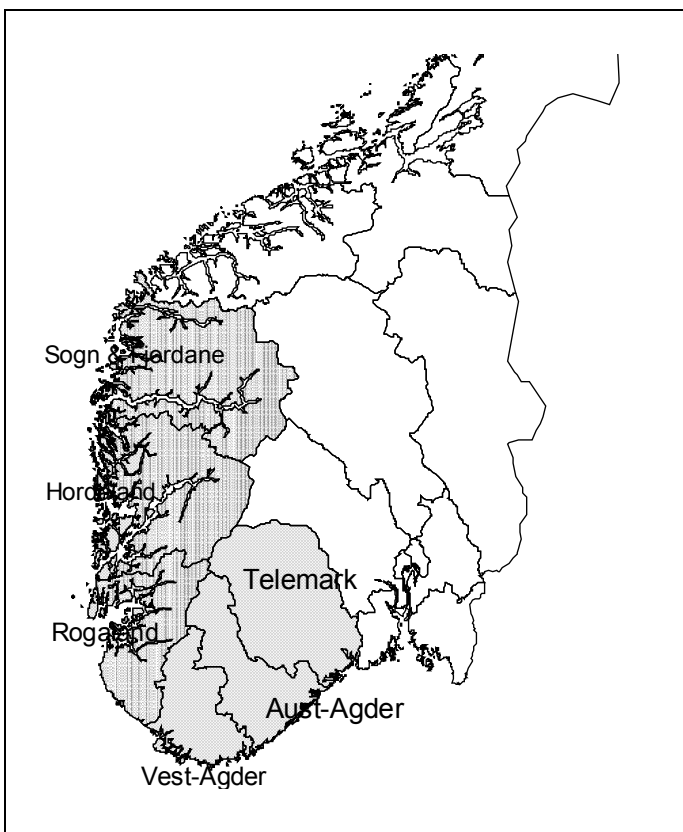 Sogn & Fjordane
Hordaland
Telemark
Rogaland
Aust-Agder
Vest-Agder